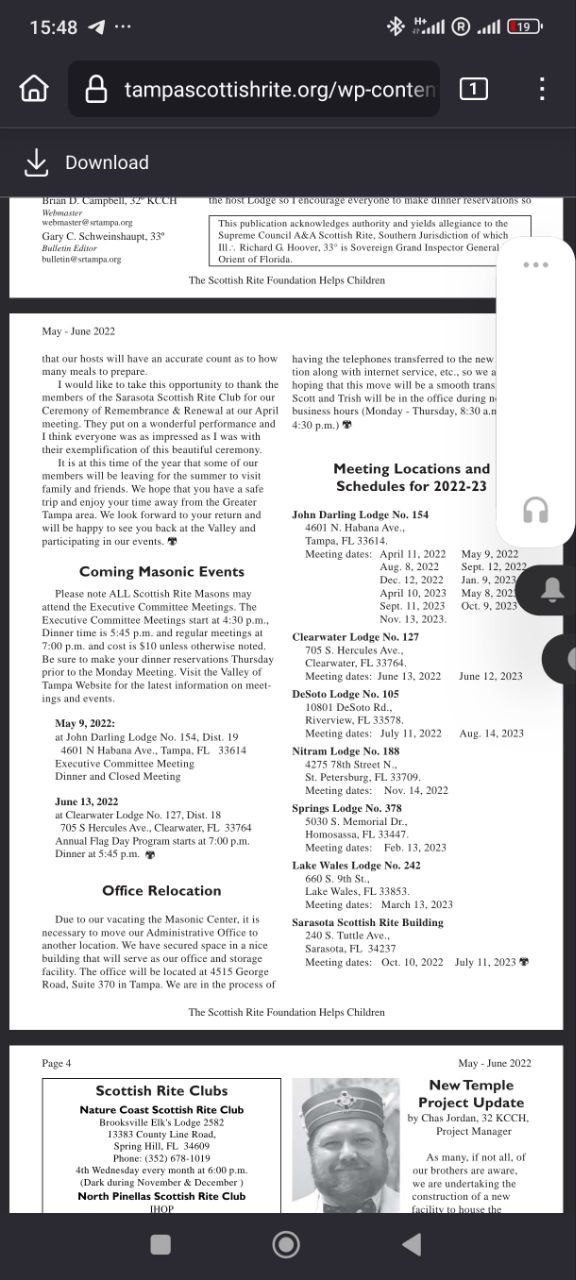 15:48
H+
R
19
tampascottishrite.org/wp-conten
1
Download
Brian D. Campbell, 32° KCCH
Webmaster
webmaster@srtampa.org
Gary C. Schweinshaupt, 33°
Bulletin Editor
bulletin@srtampa.org
the host Lodge so I encourage everyone to make dinner reservations so
This publication acknowledges authority and yields allegiance to the
Supreme Council A&A Scottish Rite, Southern Jurisdiction of which
Ill∴ Richard G. Hoover, 33° is Sovereign Grand Inspector General
Orient of Florida.
The Scottish Rite Foundation Helps Children
May - June 2022
that our hosts will have an accurate count as to how
many meals to prepare.
I would like to take this opportunity to thank the
members of the Sarasota Scottish Rite Club for our
Ceremony of Remembrance & Renewal at our April
meeting. They put on a wonderful performance and
I think everyone was as impressed as I was with
their exemplification of this beautiful ceremony.
It is at this time of the year that some of our
members will be leaving for the summer to visit
family and friends. We hope that you have a safe
trip and enjoy your time away from the Greater
Tampa area. We look forward to your return and
will be happy to see you back at the Valley and
participating in our events.
Coming Masonic Events
Please note ALL Scottish Rite Masons may
attend the Executive Committee Meetings. The
Executive Committee Meetings start at 4:30 p.m.,
Dinner time is 5:45 p.m. and regular meetings at
7:00 p.m. and cost is $10 unless otherwise noted.
Be sure to make your dinner reservations Thursday
prior to the Monday Meeting. Visit the Valley of
Tampa Website for the latest information on meet-
ings and events.
May 9, 2022:
at John Darling Lodge No. 154, Dist. 19
4601 N Habana Ave., Tampa, FL 33614
Executive Committee Meeting
Dinner and Closed Meeting
June 13, 2022
at Clearwater Lodge No. 127, Dist. 18
705 S Hercules Ave., Clearwater, FL 33764
Annual Flag Day Program starts at 7:00 p.m.
Dinner at 5:45 p.m.
Office Relocation
Due to our vacating the Masonic Center, it is
necessary to move our Administrative Office to
another location. We have secured space in a nice
building that will serve as our office and storage
facility. The office will be located at 4515 George
Road, Suite 370 in Tampa. We are in the process of
having the telephones transferred to the new
tion along with internet service, etc., so we a
hoping that this move will be a smooth trans
Scott and Trish will be in the office during n
business hours (Monday - Thursday, 8:30 a.n
4:30 p.m.)
Meeting Locations and
Schedules for 2022-23
John Darling Lodge No. 154
4601 N. Habana Ave.,
Tampa, FL 33614.
Meeting dates: April 11, 2022 May 9, 2022
Aug. 8, 2022 Sept. 12, 2022
Dec. 12, 2022 Jan. 9, 2023
April 10, 2023 May 8, 2023
Sept. 11, 2023 Oct. 9, 2023
Nov. 13, 2023.
Clearwater Lodge No. 127
705 S. Hercules Ave.,
Clearwater, FL 33764.
Meeting dates: June 13, 2022 June 12, 2023
DeSoto Lodge No. 105
10801 DeSoto Rd.,
Riverview, FL 33578.
Meeting dates: July 11, 2022 Aug. 14, 2023
Nitram Lodge No. 188
4275 78th Street N.,
St. Petersburg, FL 33709.
Meeting dates: Nov. 14, 2022
Springs Lodge No. 378
5030 S. Memorial Dr.,
Homosassa, FL 33447.
Meeting dates: Feb. 13, 2023
Lake Wales Lodge No. 242
660 S. 9th St.,
Lake Wales, FL 33853.
Meeting dates: March 13, 2023
Sarasota Scottish Rite Building
240 S. Tuttle Ave.,
Sarasota, FL 34237
Meeting dates: Oct. 10, 2022 July 11, 2023
The Scottish Rite Foundation Helps Children
Page 4
May - June 2022
Scottish Rite Clubs
Nature Coast Scottish Rite Club
Brooksville Elk's Lodge 2582
13383 County Line Road,
Spring Hill, FL 34609
Phone: (352) 678-1019
4th Wednesday every month at 6:00 p.m.
(Dark during November & December )
North Pinellas Scottish Rite Club
IHOP
New Temple
Project Update
by Chas Jordan, 32 KCCH,
Project Manager
As many, if not all, of
our brothers are aware,
we are undertaking the
construction of a new
facility to house the